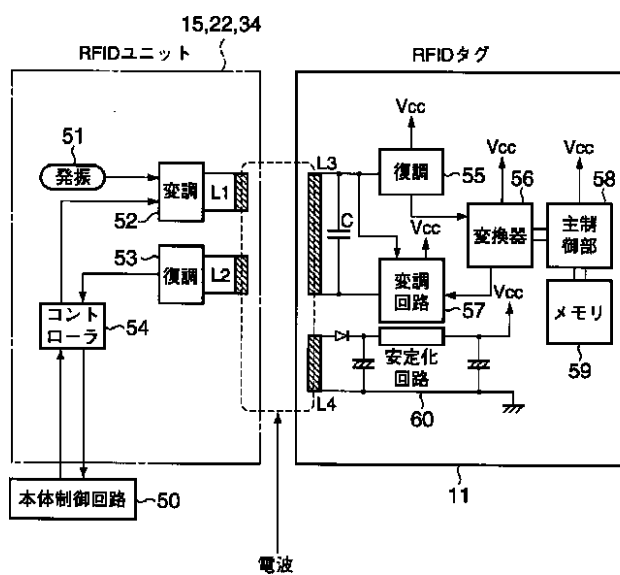 15,22,34
RFIDユニット
RFIDタグ
51
発振
変調
52
L1
53
復調
L2
コント
ローラ
54
本体制御回路
50
電波
L3
C
Vcc
復調
55
Vcc
変調
回路
57
Vcc
56
変換器
Vcc
58
主制
御部
メモリ
59
Vcc
安定化
回路
60
L4
11